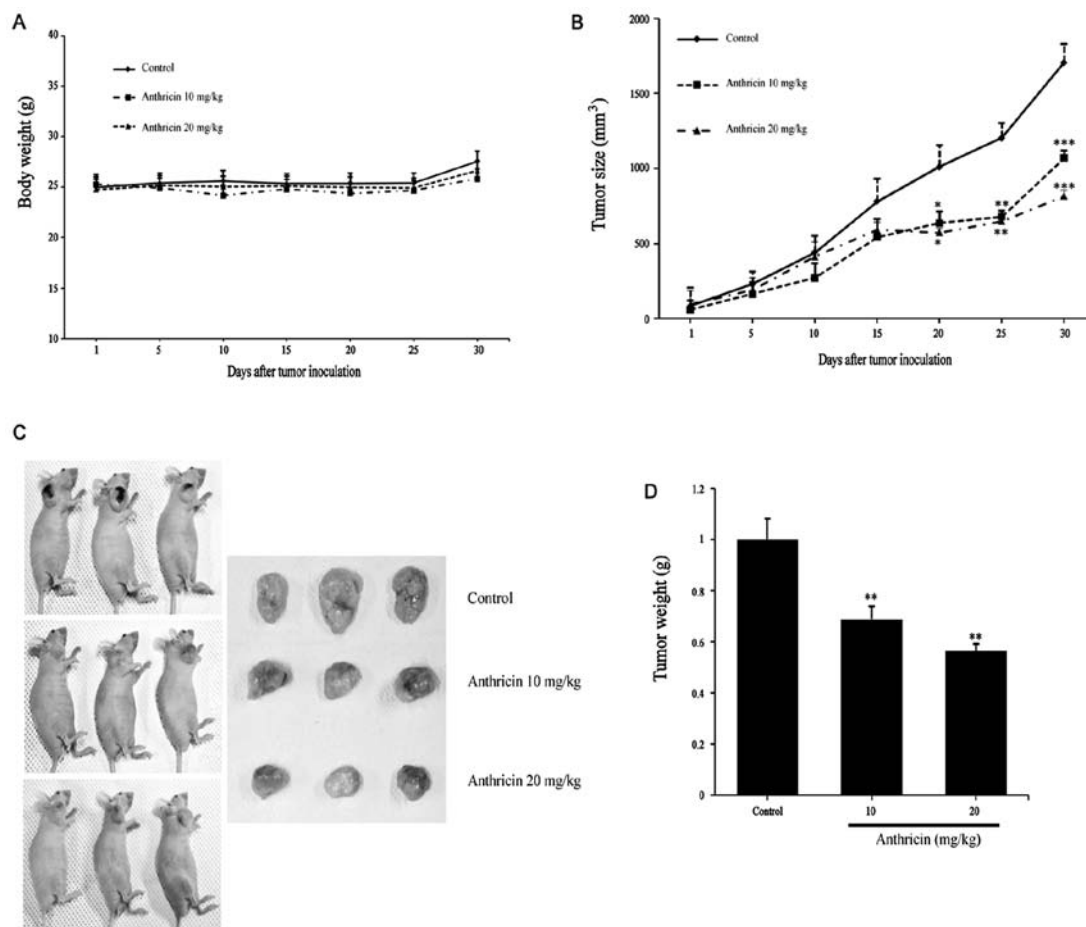 A
40
35
30
25
20
15
10
Body weight (g)
Control
Anthricin 10 mg/kg
Anthricin 20 mg/kg
1 5 10 15 20 25 30
Days after tumor inoculation
B
2000
1500
1000
500
0
Tumor size (mm³)
Control
Anthricin 10 mg/kg
Anthricin 20 mg/kg
* ** ***
* ** ***
1 5 10 15 20 25 30
Days after tumor inoculation
C
Control
Anthricin 10 mg/kg
Anthricin 20 mg/kg
D
1.2
1
0.8
0.6
0.4
0.2
0
Tumor weight (g)
** **
Control 10 20
Anthricin (mg/kg)